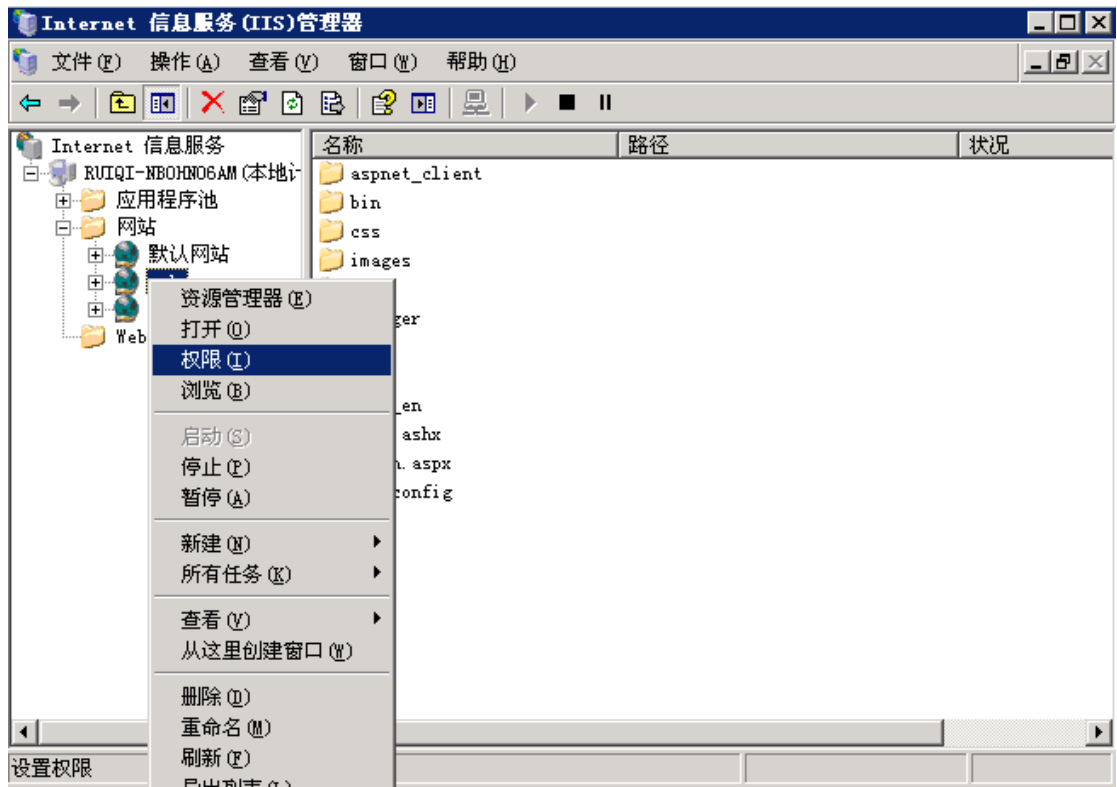 Internet 信息服务(IIS)管理器
文件(F) 操作(A) 查看(V) 窗口(W) 帮助(H)
Internet 信息服务
RUIQI-NBOHNO6AM(本地计
应用程序池
网站
默认网站
Web
名称 路径 状况
aspnet_client
bin
css
images
ger
_en
ashx
n.aspx
config
资源管理器(E)
打开(O)
权限(I)
浏览(B)
启动(S)
停止(P)
暂停(A)
新建(N)
所有任务(K)
查看(V)
从这里创建窗口(W)
删除(D)
重命名(M)
刷新(F)
导出列表(L)
设置权限